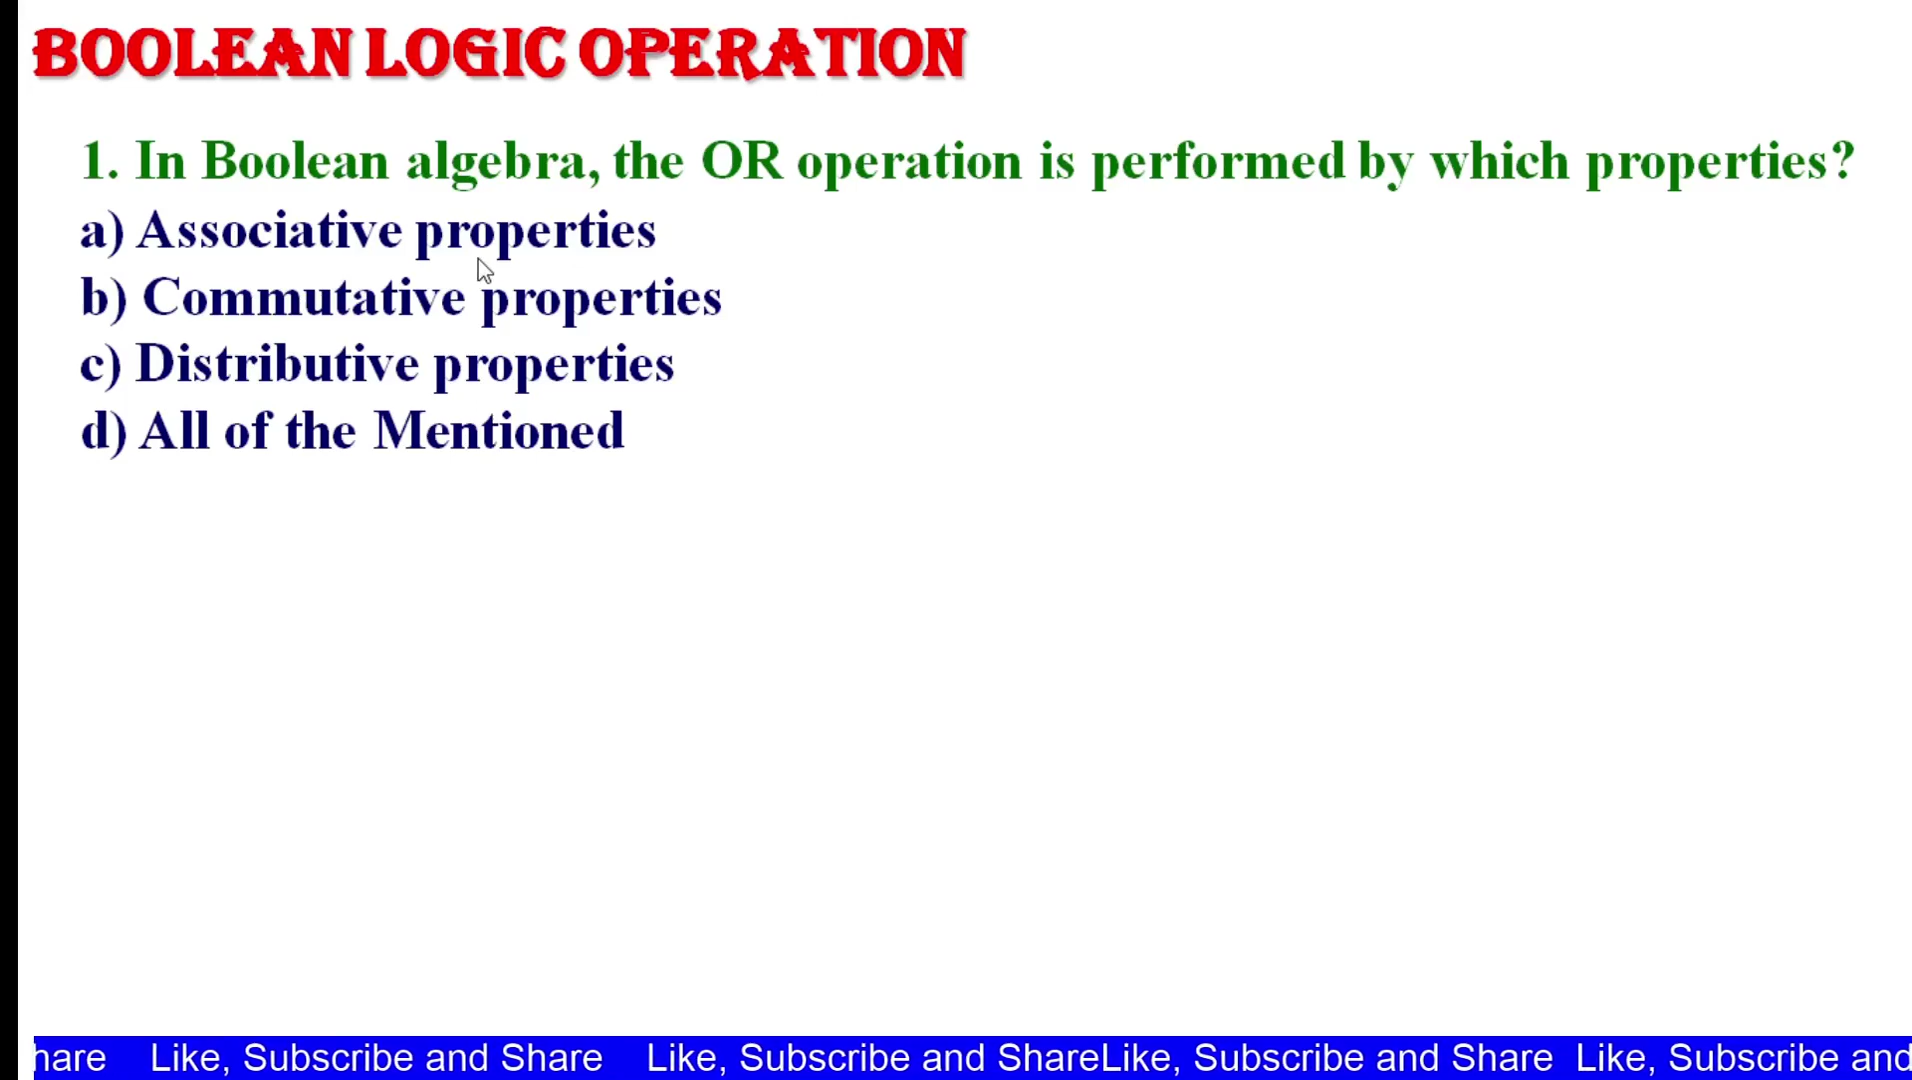 BOOLEAN LOGIC OPERATION
1. In Boolean algebra, the OR operation is performed by which properties?
a) Associative properties
b) Commutative properties
c) Distributive properties
d) All of the Mentioned
hare Like, Subscribe and Share Like, Subscribe and ShareLike, Subscribe and Share Like, Subscribe and